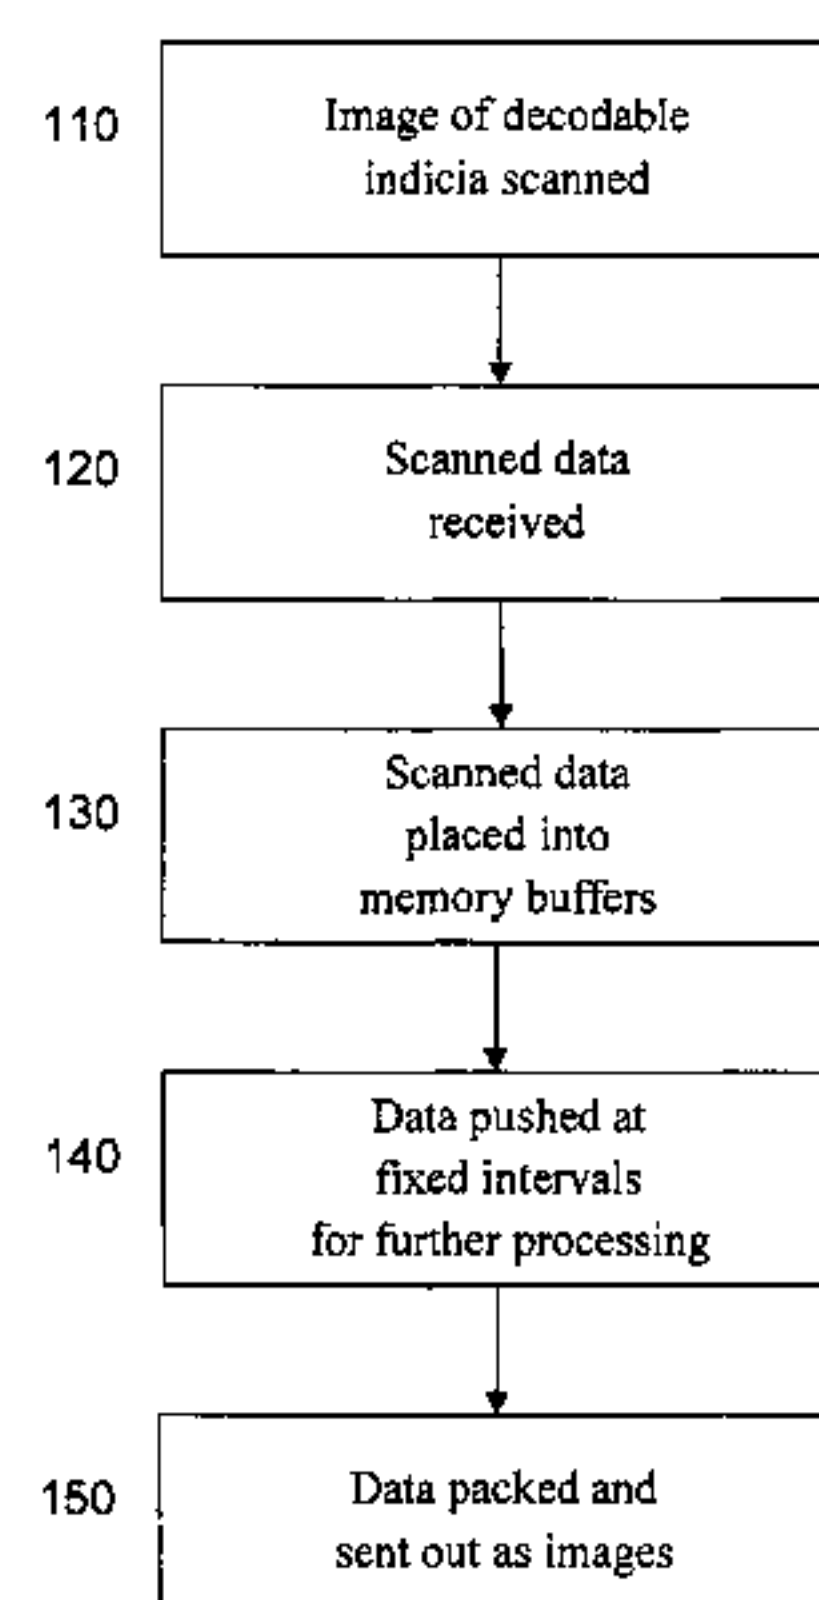 110
Image of decodable
indicia scanned
120
Scanned data
received
130
Scanned data
placed into
memory buffers
140
Data pushed at
fixed intervals
for further processing
150
Data packed and
sent out as images